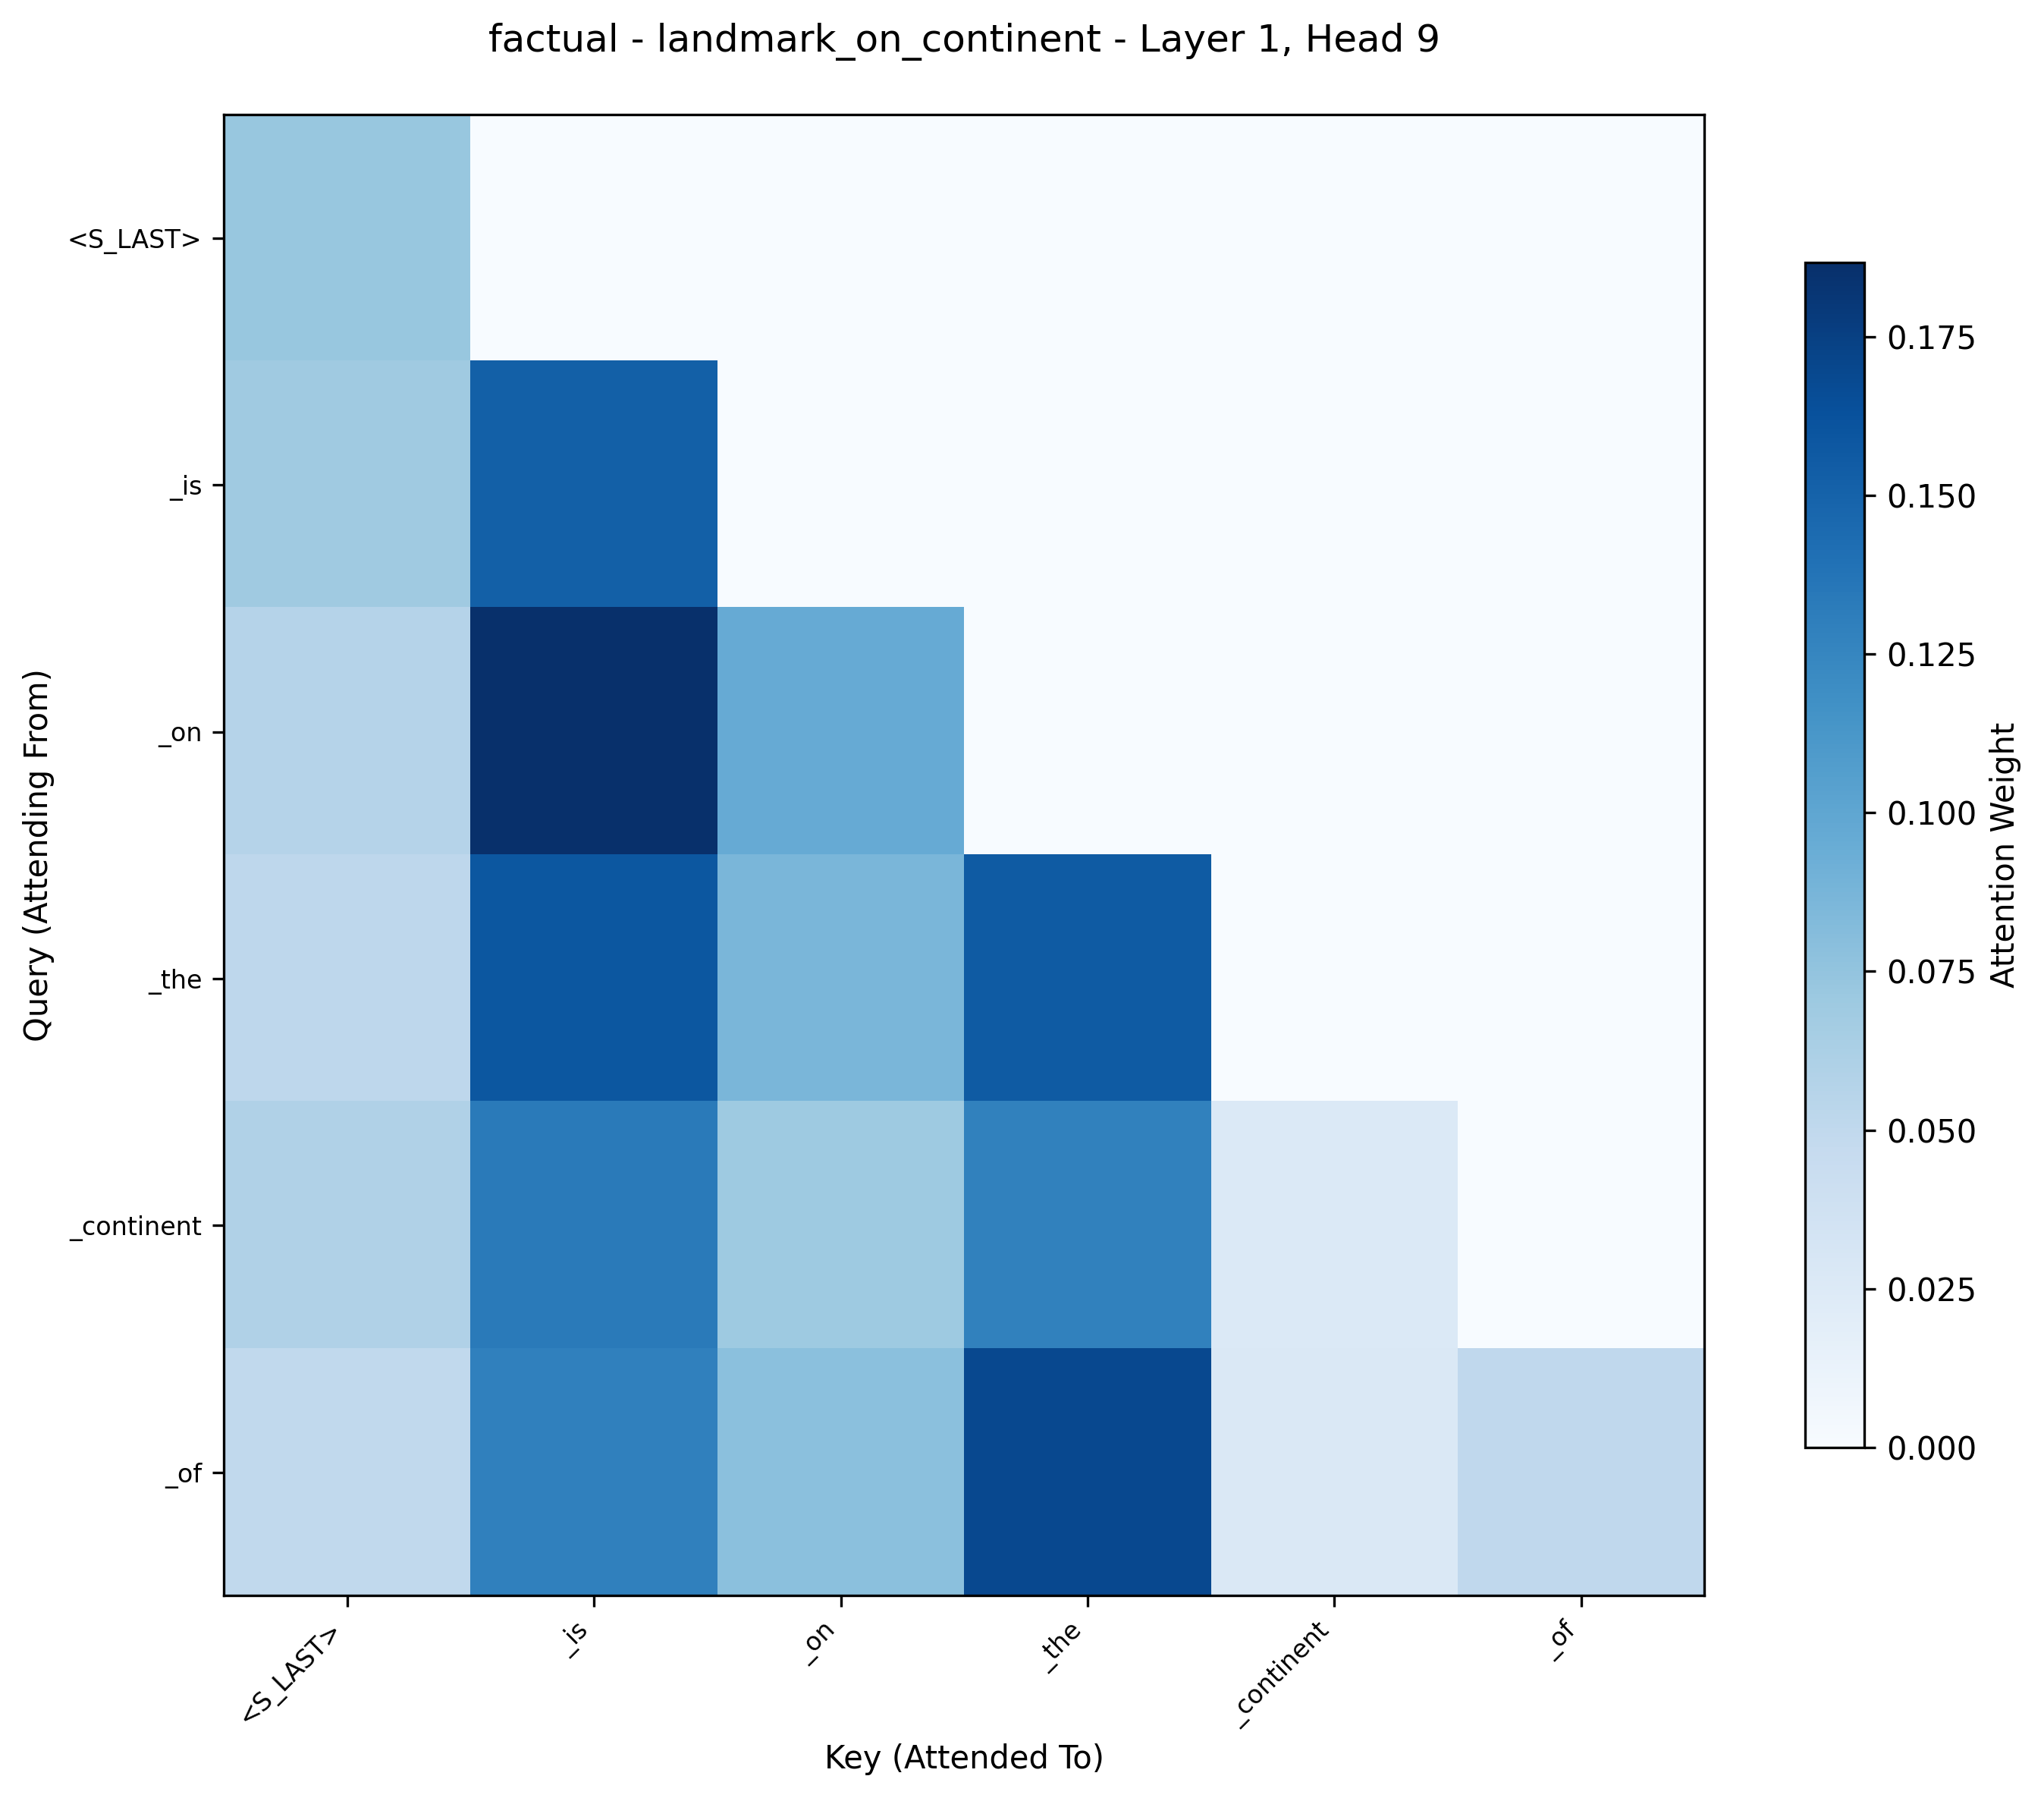 factual - landmark_on_continent - Layer 1, Head 9
Query (Attending From)
<S_LAST>
_is
_on
_the
_continent
_of
<S_LAST>
_is
_on
_the
_continent
_of
Key (Attended To)
0.175
0.150
0.125
0.100
0.075
0.050
0.025
0.000
Attention Weight